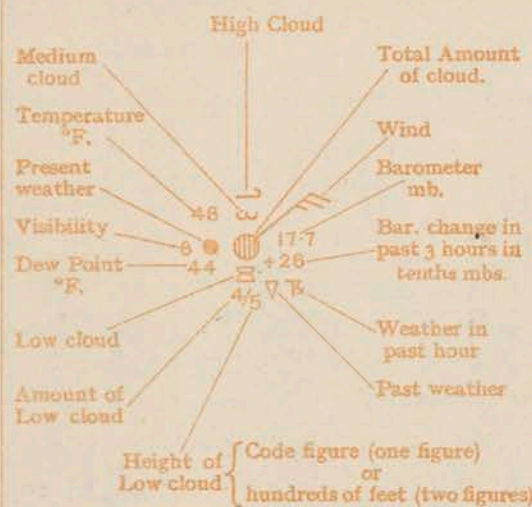 High Cloud
Medium
cloud
Total Amount
of cloud.
Temperature
°F.
Wind
Present
weather
Barometer
mb.
48
Visibility
8
17·7
Bar. change in
past 3 hours in
tenths mbs.
Dew Point
°F.
44
+28
4/5
Low cloud
Weather in
past hour
Amount of
Low cloud
Past weather
Height of
Low cloud
Code figure (one figure)
or
hundreds of feet (two figures)